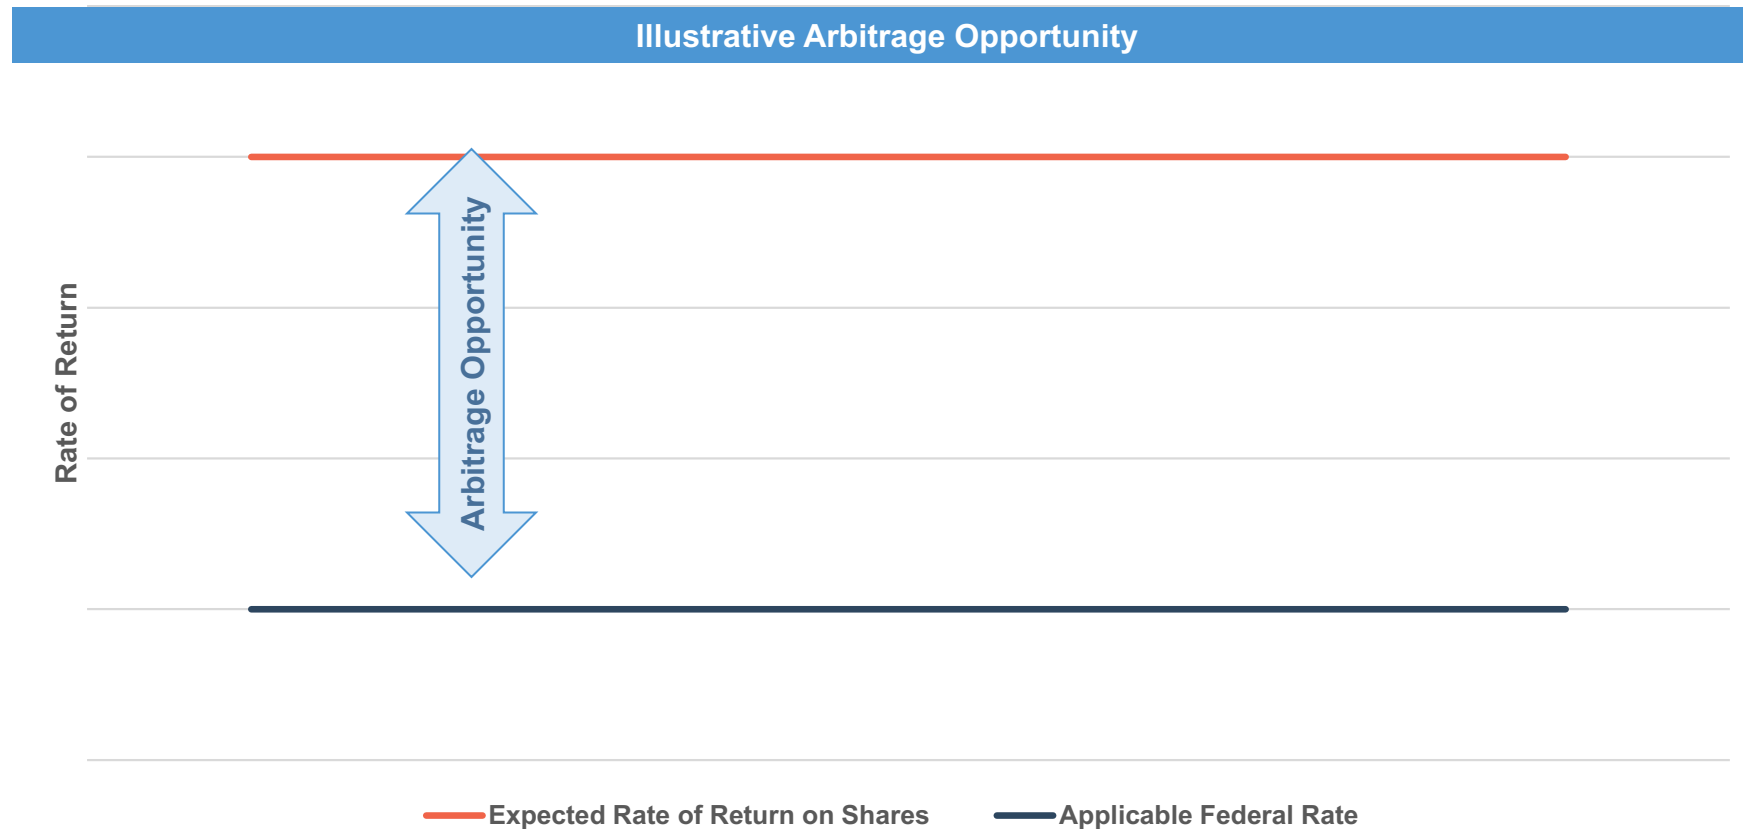 Illustrative Arbitrage Opportunity
Rate of Return
Arbitrage Opportunity
Expected Rate of Return on Shares
Applicable Federal Rate